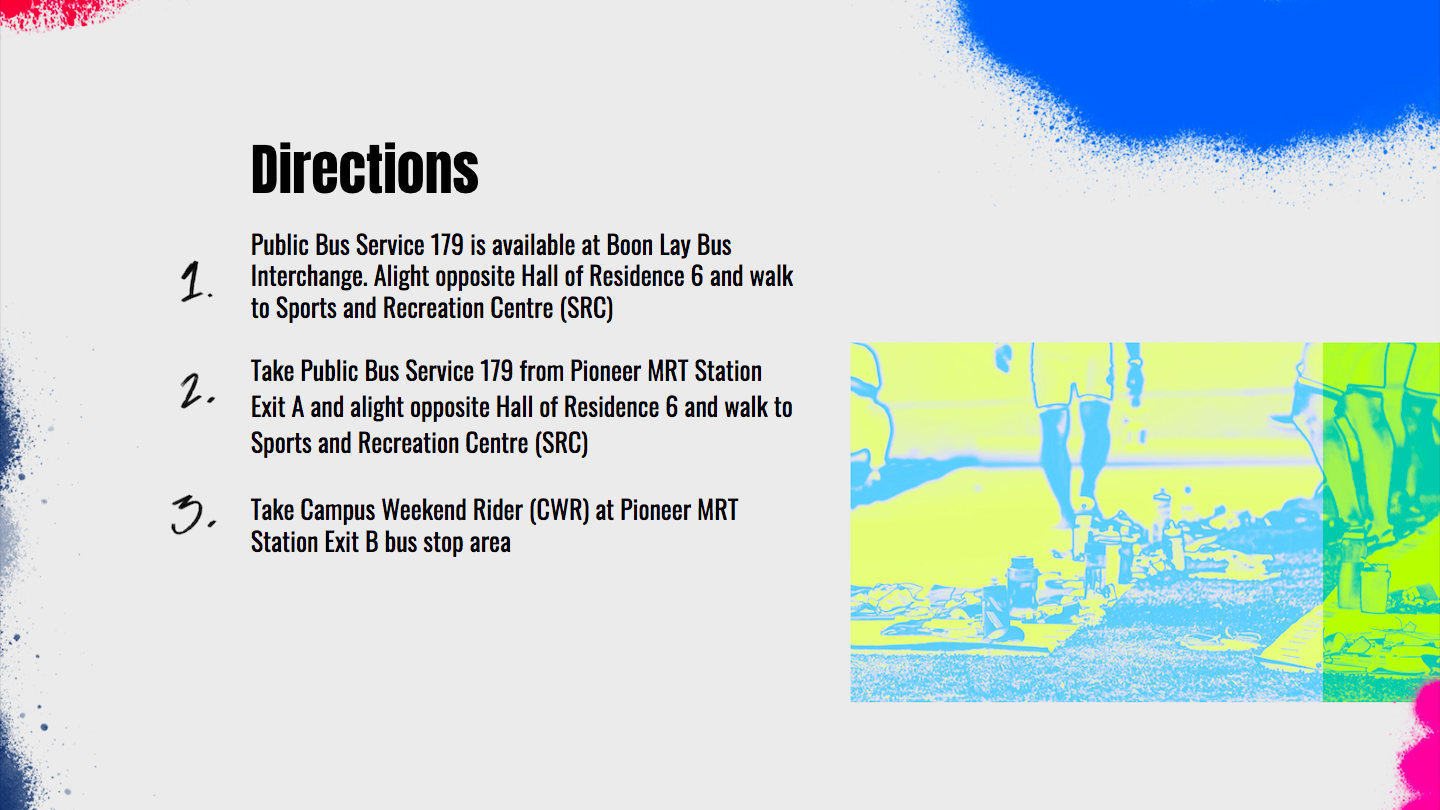 Directions
1.
Public Bus Service 179 is available at Boon Lay Bus
Interchange. Alight opposite Hall of Residence 6 and walk
to Sports and Recreation Centre (SRC)
2.
Take Public Bus Service 179 from Pioneer MRT Station
Exit A and alight opposite Hall of Residence 6 and walk to
Sports and Recreation Centre (SRC)
3.
Take Campus Weekend Rider (CWR) at Pioneer MRT
Station Exit B bus stop area